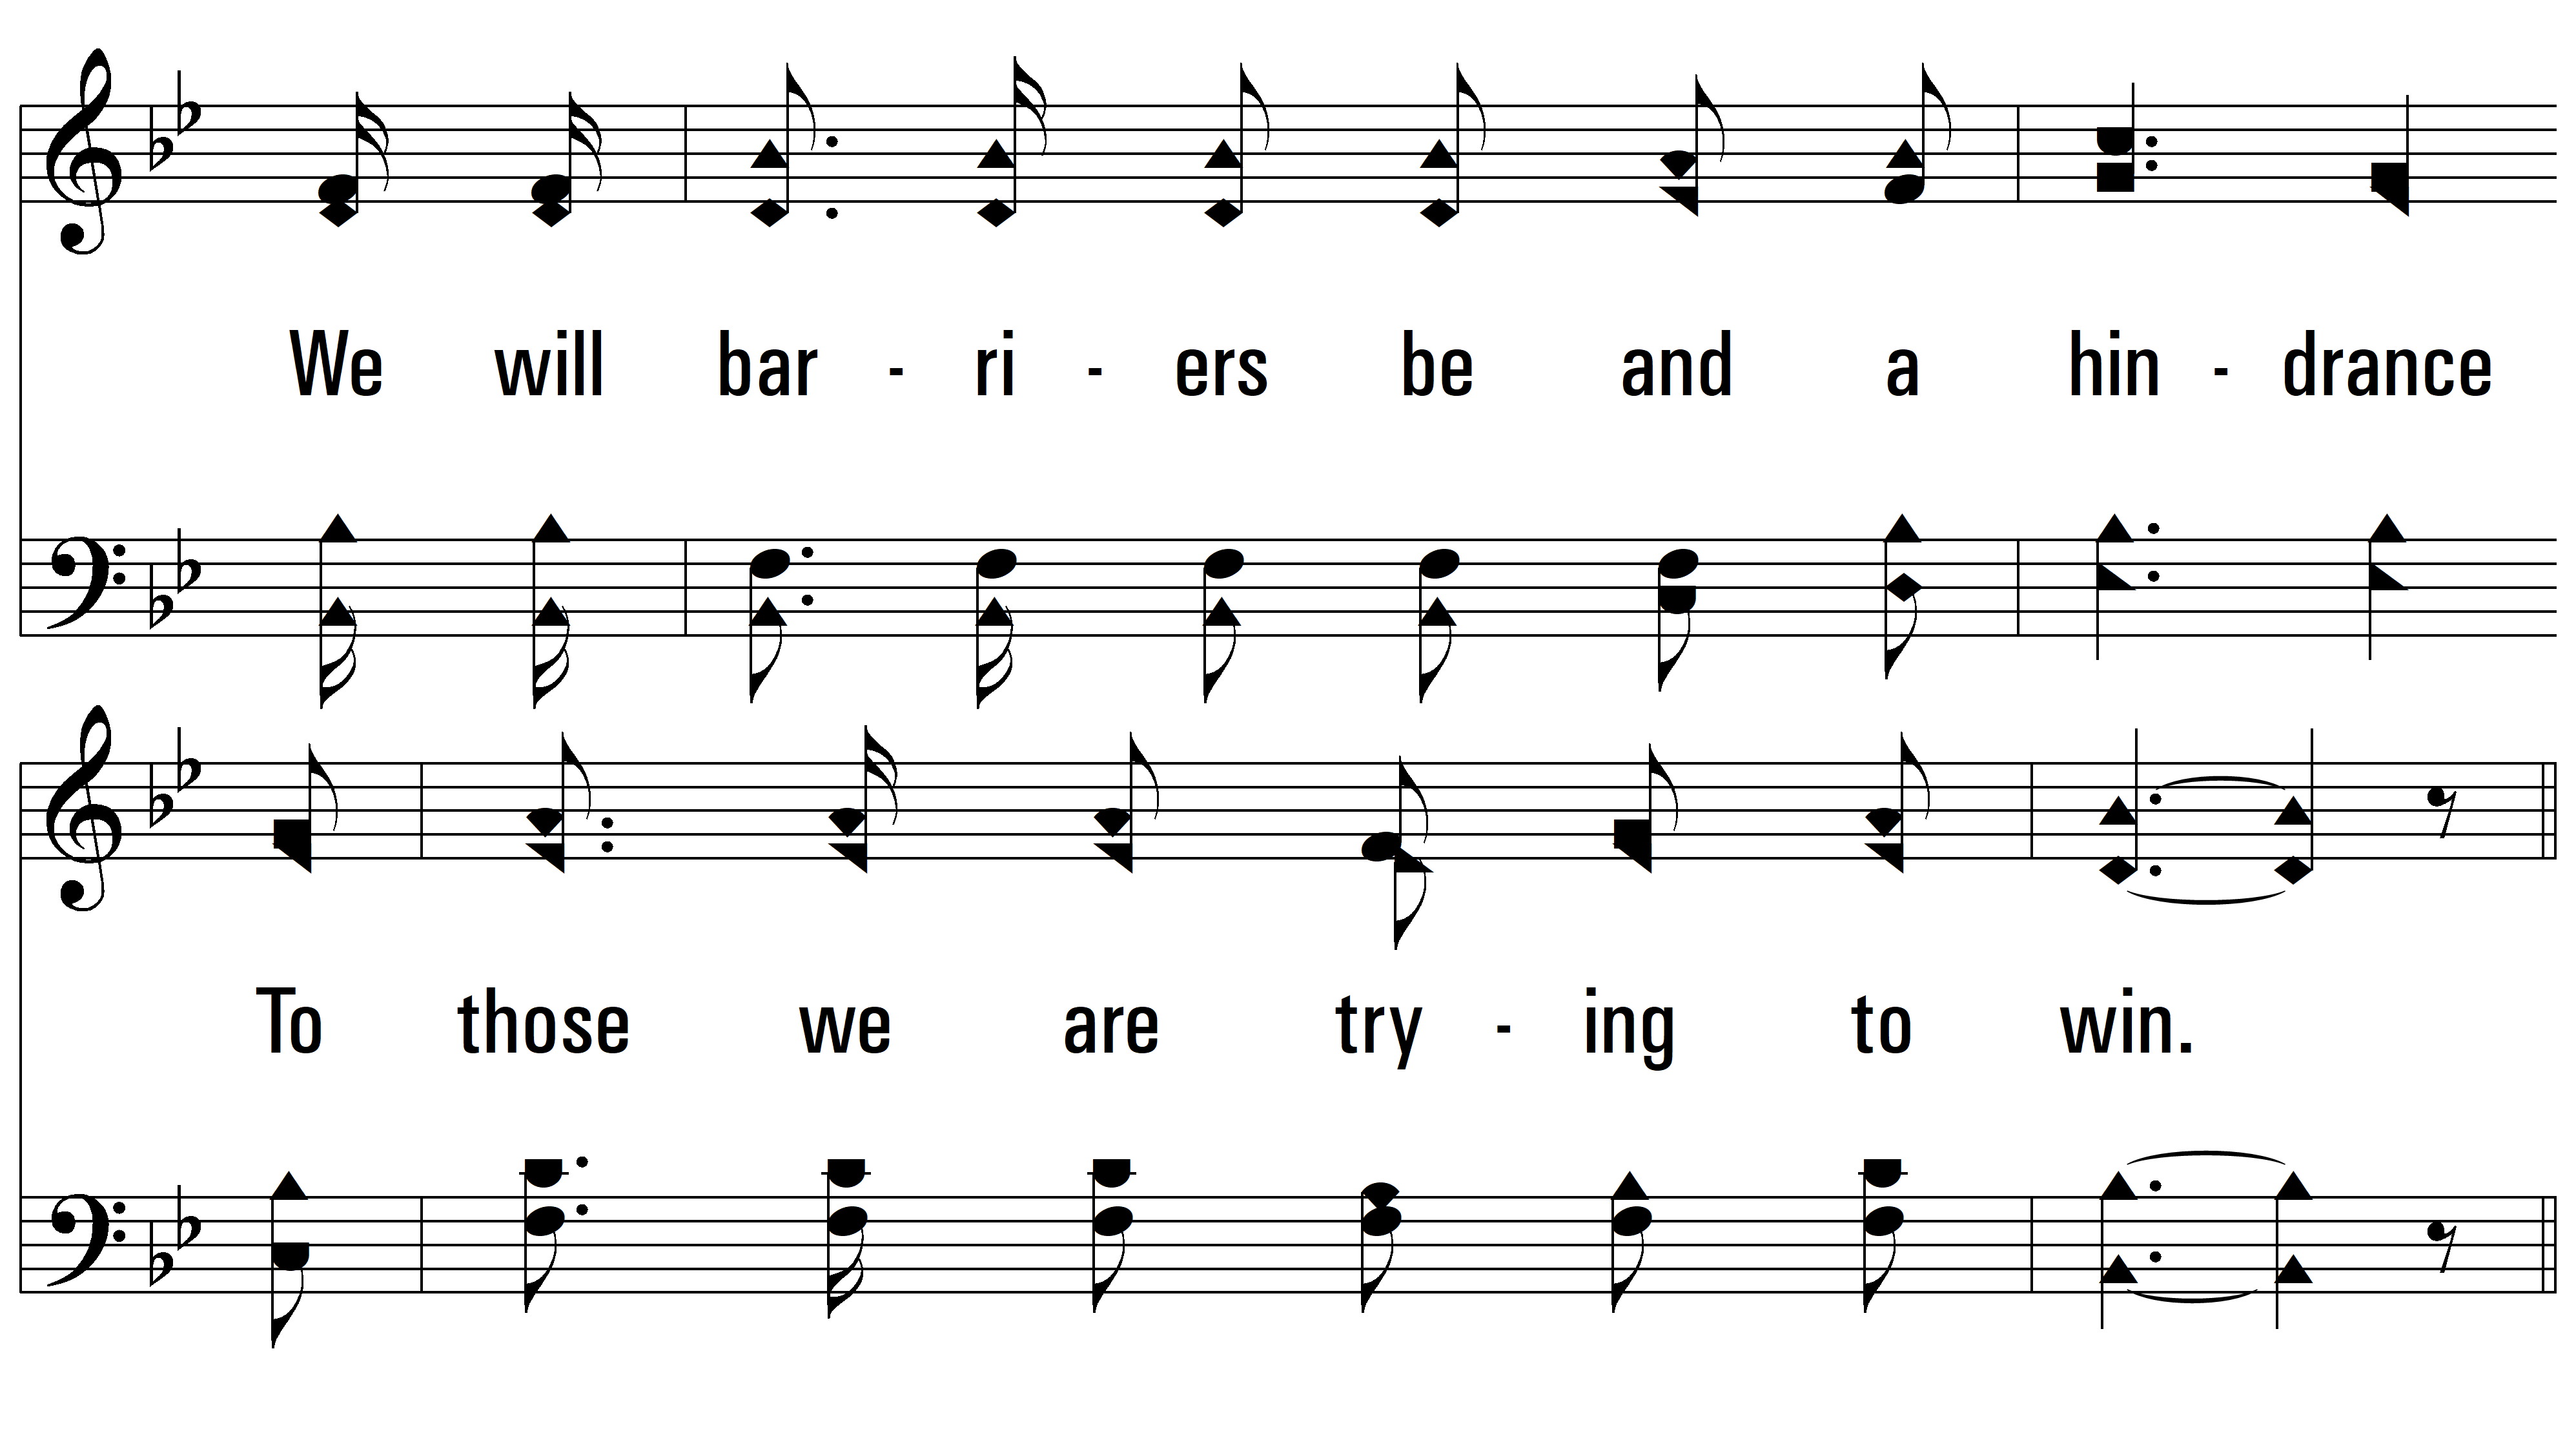 We will bar - ri - ers be and a hin - drance
To those we are try - ing to win.